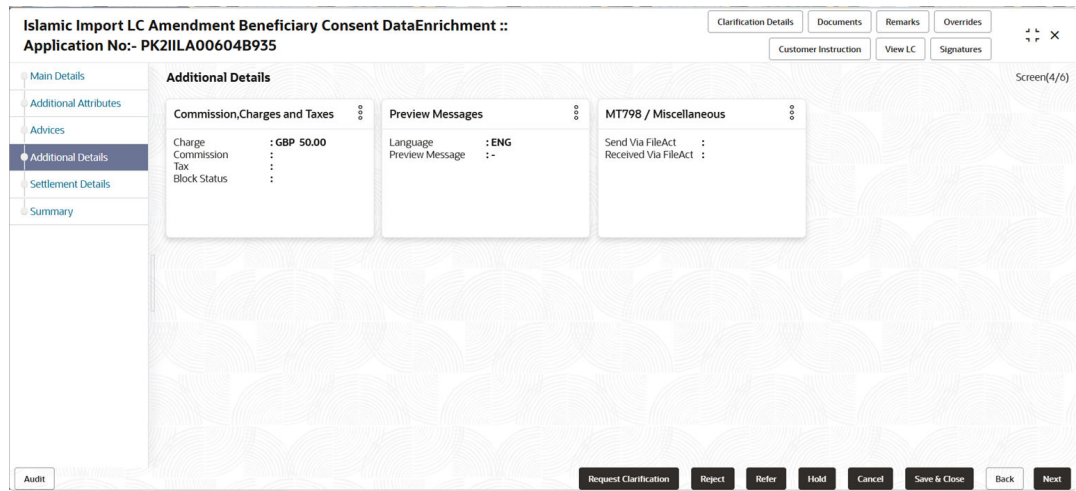 Islamic Import LC Amendment Beneficiary Consent DataEnrichment ::
Application No:- PK2IILA00604B935
Clarification Details
Documents
Remarks
Overrides
Customer Instruction
View LC
Signatures
Main Details
Additional Attributes
Advices
Additional Details
Settlement Details
Summary
Additional Details
Screen(4/6)
Commission,Charges and Taxes
Charge : GBP 50.00
Commission :
Tax :
Block Status :
Preview Messages
Language : ENG
Preview Message : -
MT798 / Miscellaneous
Send Via FileAct :
Received Via FileAct :
Audit
Request Clarification
Reject
Refer
Hold
Cancel
Save & Close
Back
Next